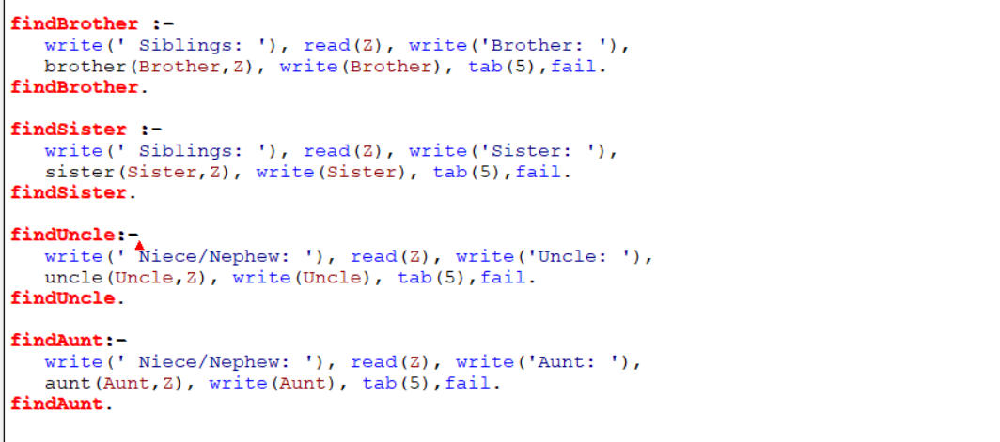 findBrother :-
   write(' Siblings: '), read(Z), write('Brother: '),
   brother(Brother,Z), write(Brother), tab(5),fail.
findBrother.

findSister :-
   write(' Siblings: '), read(Z), write('Sister: '),
   sister(Sister,Z), write(Sister), tab(5),fail.
findSister.

findUncle:-
   write(' Niece/Nephew: '), read(Z), write('Uncle: '),
   uncle(Uncle,Z), write(Uncle), tab(5),fail.
findUncle.

findAunt:-
   write(' Niece/Nephew: '), read(Z), write('Aunt: '),
   aunt(Aunt,Z), write(Aunt), tab(5),fail.
findAunt.